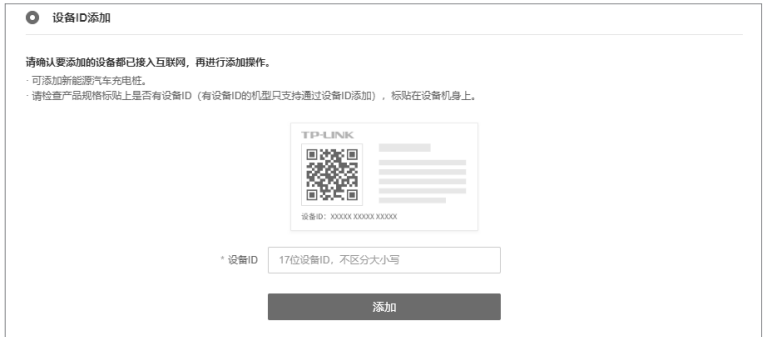 设备ID添加
请确认要添加的设备都已接入互联网，再进行添加操作。
· 可添加新能源汽车充电桩。
· 请检查产品规格标贴上是否有设备ID（有设备ID的机型只支持通过设备ID添加），标贴在设备机身上。
TP-LINK
设备ID：XXXXX XXXXX XXXXX
* 设备ID
17位设备ID，不区分大小写
添加